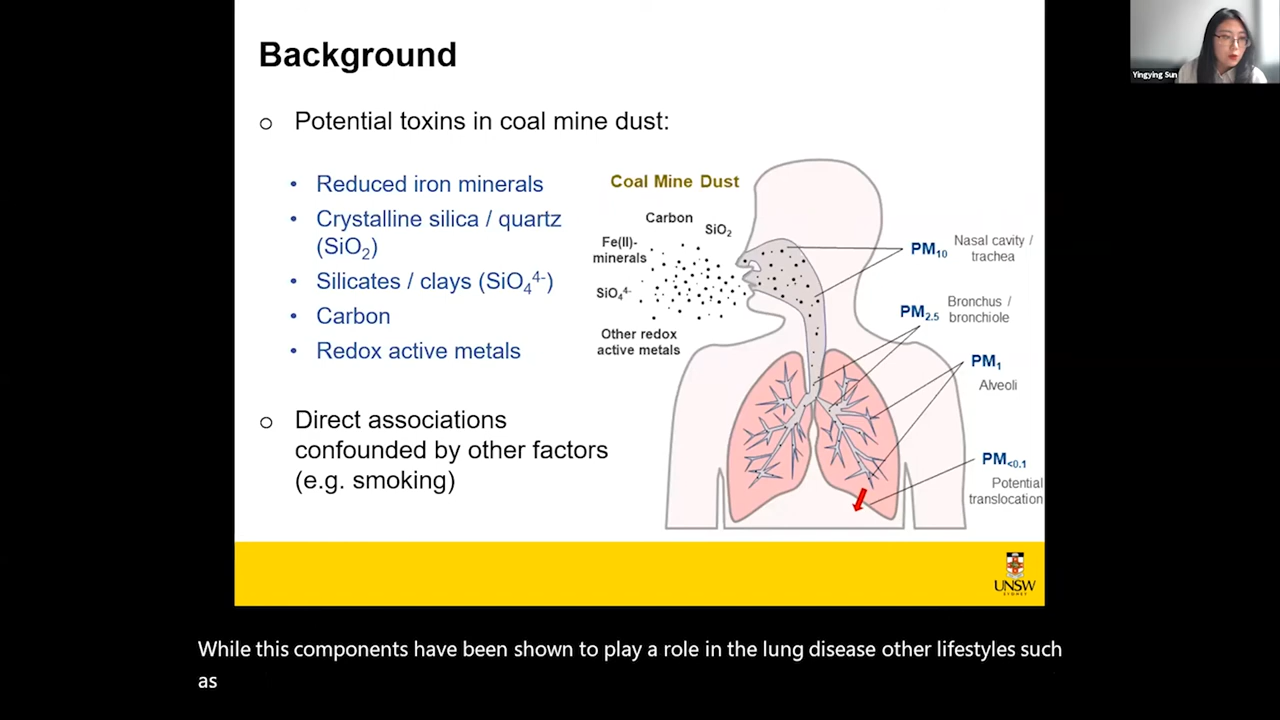 Background
Yingying Sun
o Potential toxins in coal mine dust:
• Reduced iron minerals
• Crystalline silica / quartz
(SiO₂)
• Silicates / clays (SiO₄⁴⁻)
• Carbon
• Redox active metals
o Direct associations
confounded by other factors
(e.g. smoking)
Coal Mine Dust
Carbon
SiO₂
Fe(II)-
minerals
SiO₄⁴⁻
Other redox
active metals
PM₁₀
Nasal cavity /
trachea
PM₂.₅
Bronchus /
bronchiole
PM₁
Alveoli
PM<₀.₁
Potential
translocation
UNSW
SYDNEY
While this components have been shown to play a role in the lung disease other lifestyles such
as